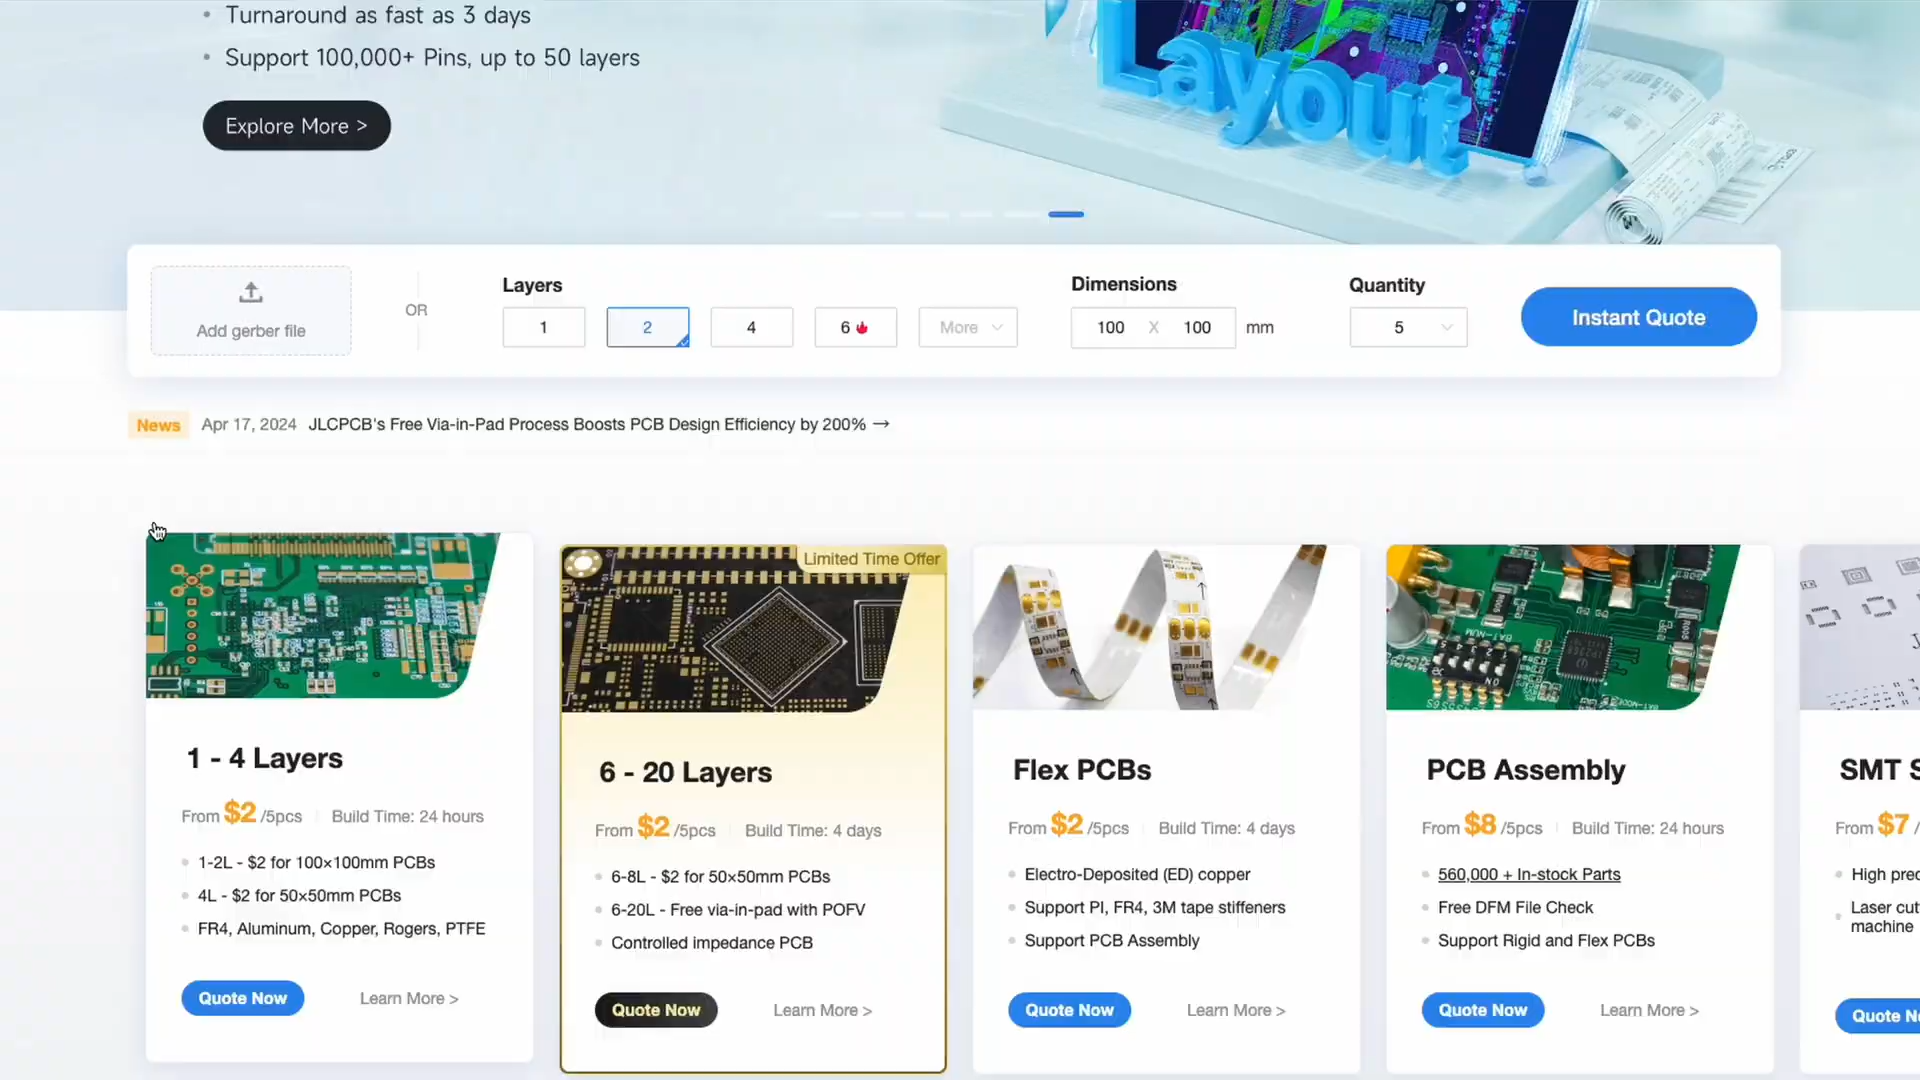 Turnaround as fast as 3 days
Support 100,000+ Pins, up to 50 layers
Explore More >
Layout
Add gerber file
OR
Layers
1
2
4
6
More
Dimensions
100 X 100 mm
Quantity
5
Instant Quote
News Apr 17, 2024 JLCPCB's Free Via-in-Pad Process Boosts PCB Design Efficiency by 200% →
1 - 4 Layers
From $2 /5pcs Build Time: 24 hours
1-2L - $2 for 100×100mm PCBs
4L - $2 for 50×50mm PCBs
FR4, Aluminum, Copper, Rogers, PTFE
Quote Now Learn More >
Limited Time Offer
6 - 20 Layers
From $2 /5pcs Build Time: 4 days
6-8L - $2 for 50×50mm PCBs
6-20L - Free via-in-pad with POFV
Controlled impedance PCB
Quote Now Learn More >
Flex PCBs
From $2 /5pcs Build Time: 4 days
Electro-Deposited (ED) copper
Support PI, FR4, 3M tape stiffeners
Support PCB Assembly
Quote Now Learn More >
PCB Assembly
From $8 /5pcs Build Time: 24 hours
560,000 + In-stock Parts
Free DFM File Check
Support Rigid and Flex PCBs
Quote Now Learn More >
SMT S
From $7 /
High prec
Laser cut
machine
Quote N